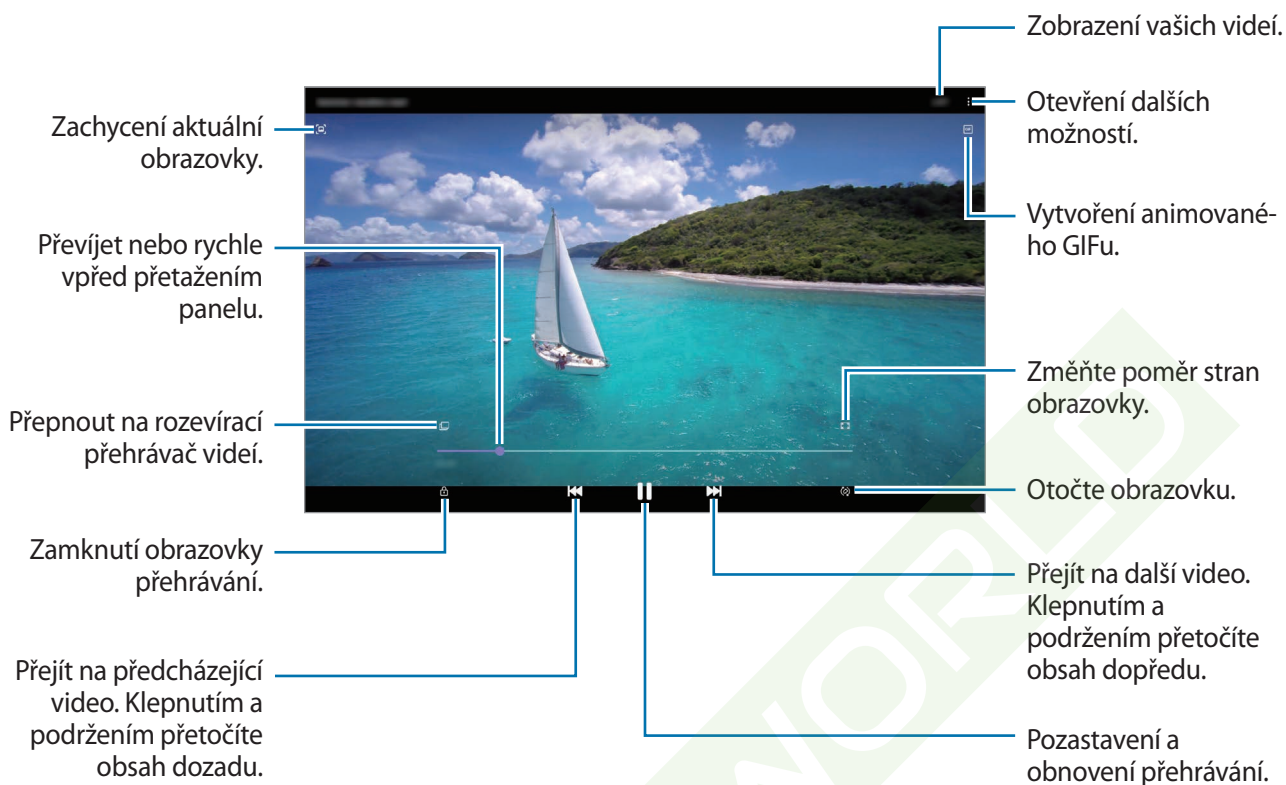 Zobrazení vašich videí.
Otevření dalších
možností.
Zachycení aktuální
obrazovky.
Vytvoření animované-
ho GIFu.
Převíjet nebo rychle
vpřed přetažením
panelu.
Změňte poměr stran
obrazovky.
Přepnout na rozevírací
přehrávač videí.
Otočte obrazovku.
Zamknutí obrazovky
přehrávání.
Přejít na další video.
Klepnutím a
podržením přetočíte
obsah dopředu.
Přejít na předcházející
video. Klepnutím a
podržením přetočíte
obsah dozadu.
Pozastavení a
obnovení přehrávání.
WORLD